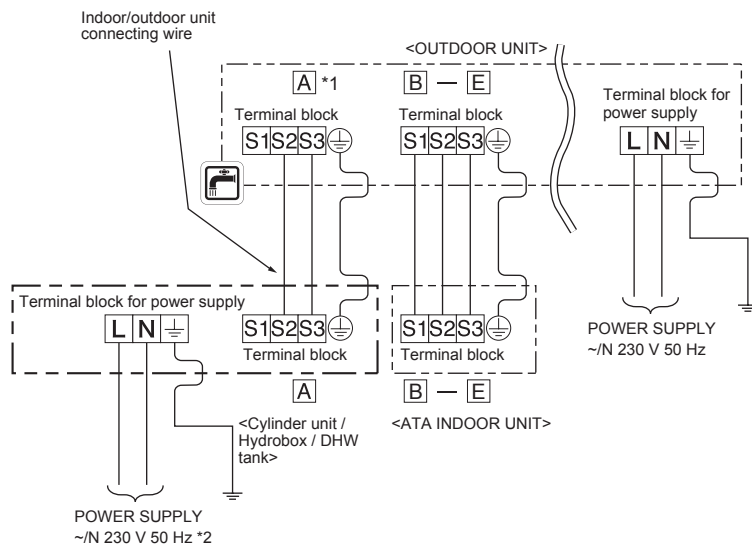 Indoor/outdoor unit
connecting wire
<OUTDOOR UNIT>
A *1
B — E
Terminal block
Terminal block
Terminal block for
power supply
S1 S2 S3
S1 S2 S3
L N
Terminal block for power supply
L N
S1 S2 S3
S1 S2 S3
Terminal block
Terminal block
POWER SUPPLY
~/N 230 V 50 Hz
A
B — E
<Cylinder unit /
Hydrobox / DHW
tank>
<ATA INDOOR UNIT>
POWER SUPPLY
~/N 230 V 50 Hz *2